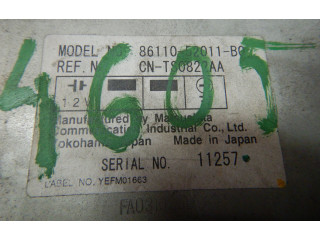 MODEL NO. 86110-52011-B0
REF. N CN-TS0822AA
4605
12V
Manufactured by Matsushita
Communication Industrial Co., Ltd.
Yokohama Japan Made in Japan
SERIAL NO. 11257
LABEL NO. YEFM01663